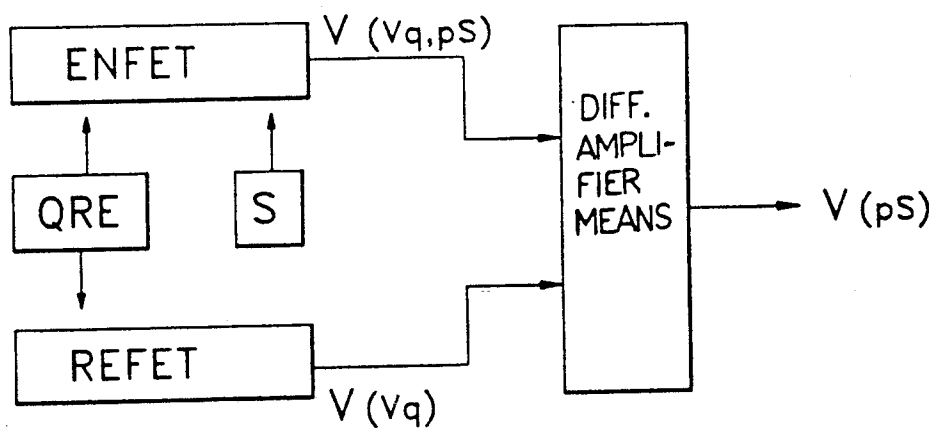 V (Vq,pS)
ENFET
DIFF.
AMPLI-
FIER
MEANS
QRE
S
V (pS)
REFET
V (Vq)